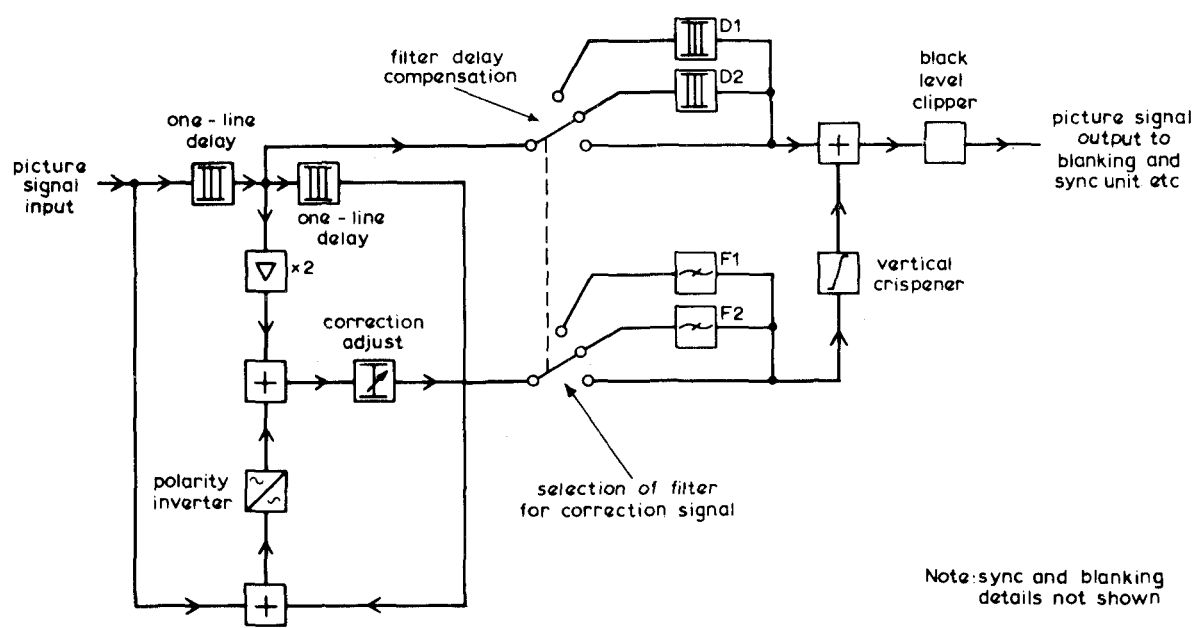 filter delay
compensation
D1
D2
black
level
clipper
one - line
delay
picture
signal
input
one - line
delay
picture signal
output to
blanking and
sync unit etc
×2
F1
F2
vertical
crispener
correction
adjust
polarity
inverter
selection of filter
for correction signal
Note: sync and blanking
details not shown